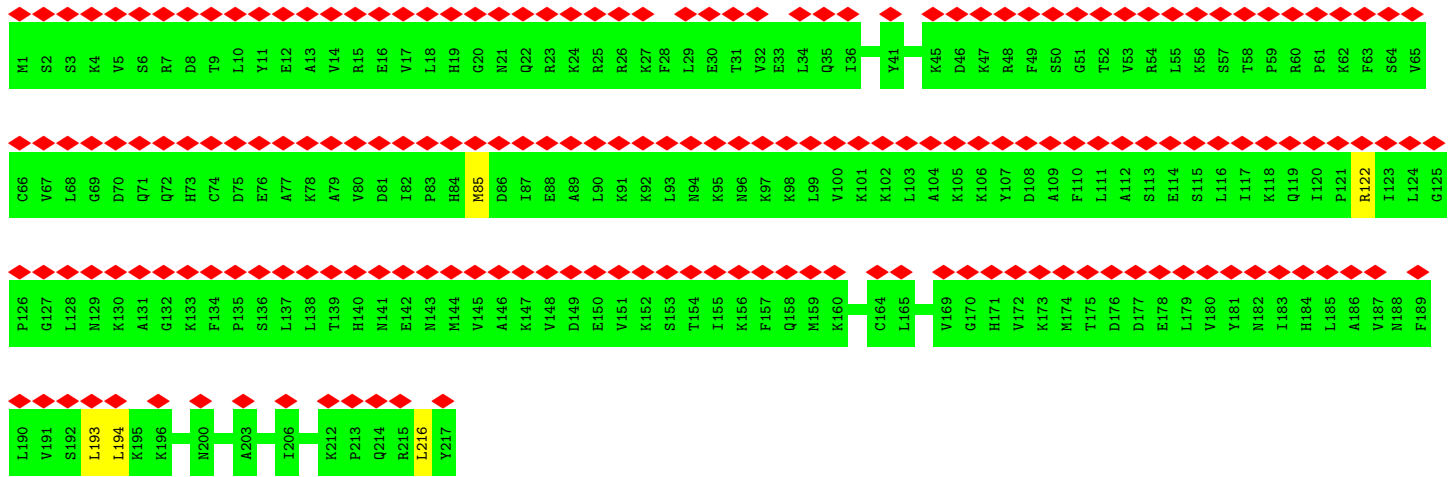 M1 S2 S3 K4 V5 S6 R7 D8 T9 L10 Y11 E12 A13 V14 R15 E16 V17 L18 H19 G20 N21 Q22 R23 K24 R25 R26 K27 F28 L29 E30 T31 V32 E33 L34 Q35 I36 Y41 K45 D46 K47 R48 F49 S50 G51 T52 V53 R54 L55 K56 S57 T58 P59 R60 P61 K62 F63 S64 V65
C66 V67 L68 G69 D70 Q71 Q72 H73 C74 D75 E76 A77 K78 A79 V80 D81 I82 P83 H84 M85 D86 I87 E88 A89 L90 K91 K92 L93 N94 K95 N96 K97 K98 L99 V100 K101 K102 L103 A104 K105 K106 Y107 D108 A109 F110 L111 A112 S113 E114 S115 L116 I117 K118 Q119 I120 P121 R122 I123 L124 G125
P126 G127 L128 N129 K130 A131 G132 K133 F134 P135 S136 L137 L138 T139 H140 N141 E142 N143 M144 V145 A146 K147 V148 D149 E150 V151 K152 S153 T154 I155 K156 F157 Q158 M159 K160 C164 L165 V169 G170 H171 V172 K173 M174 T175 D176 D177 E178 L179 V180 Y181 N182 I183 H184 L185 A186 V187 N188 F189
L190 V191 S192 L193 L194 K195 K196 N200 A203 I206 K212 P213 Q214 R215 L216 Y217